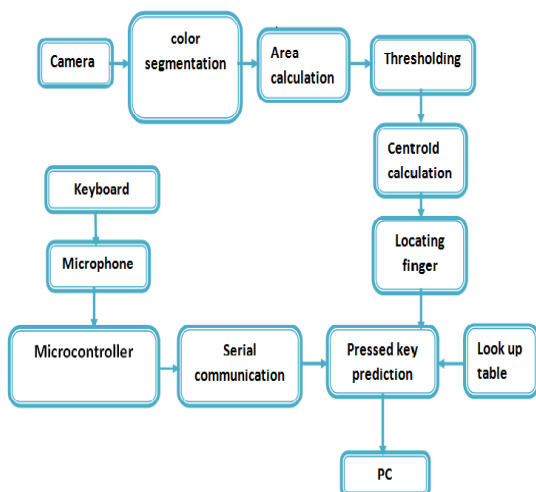 Camera
color
segmentation
Area
calculation
Thresholding
Centroid
calculation
Locating
finger
Keyboard
Microphone
Microcontroller
Serial
communication
Pressed key
prediction
Look up
table
PC